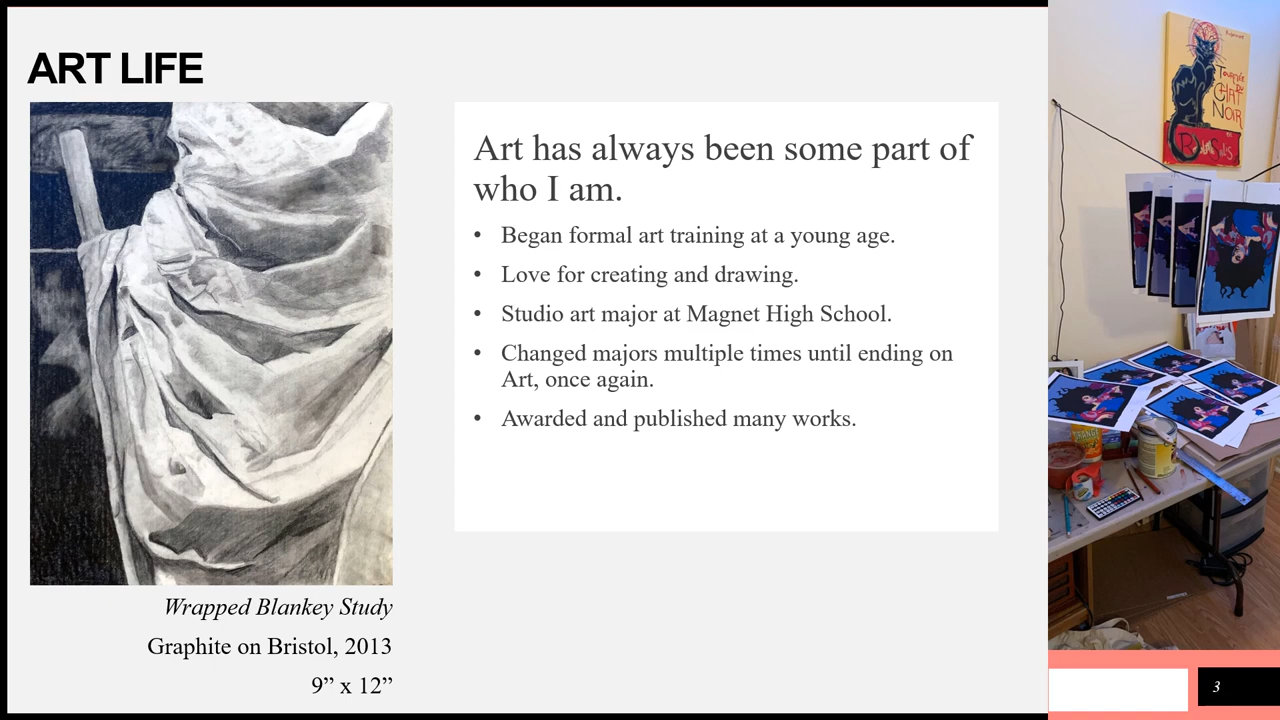 ART LIFE
Art has always been some part of
who I am.
• Began formal art training at a young age.
• Love for creating and drawing.
• Studio art major at Magnet High School.
• Changed majors multiple times until ending on
Art, once again.
• Awarded and published many works.
Wrapped Blankey Study
Graphite on Bristol, 2013
9” x 12”
CHAT
NOIR
3